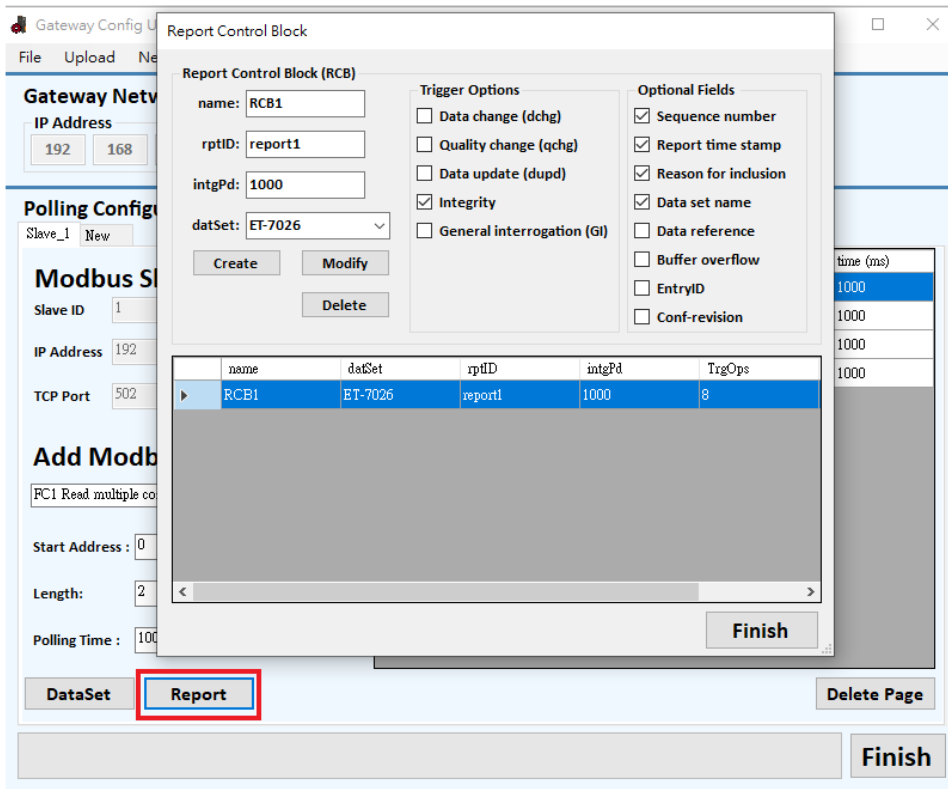 Gateway Config U
File Upload Ne
Gateway Netv
IP Address
192 168
Polling Configu
Slave_1 New
Modbus Sl
Slave ID 1
IP Address 192
TCP Port 502
Add Modb
FC1 Read multiple co
Start Address : 0
Length: 2
Polling Time : 100
DataSet Report
Report Control Block
Report Control Block (RCB)
name: RCB1
rptID: report1
intgPd: 1000
datSet: ET-7026
Create Modify
Delete
Trigger Options
Data change (dchg)
Quality change (qchg)
Data update (dupd)
Integrity
General interrogation (GI)
Optional Fields
Sequence number
Report time stamp
Reason for inclusion
Data set name
Data reference
Buffer overflow
EntryID
Conf-revision
name datSet rptID intgPd TrgOps
RCB1 ET-7026 report1 1000 8
Finish
time (ms)
1000
1000
1000
1000
Delete Page
Finish